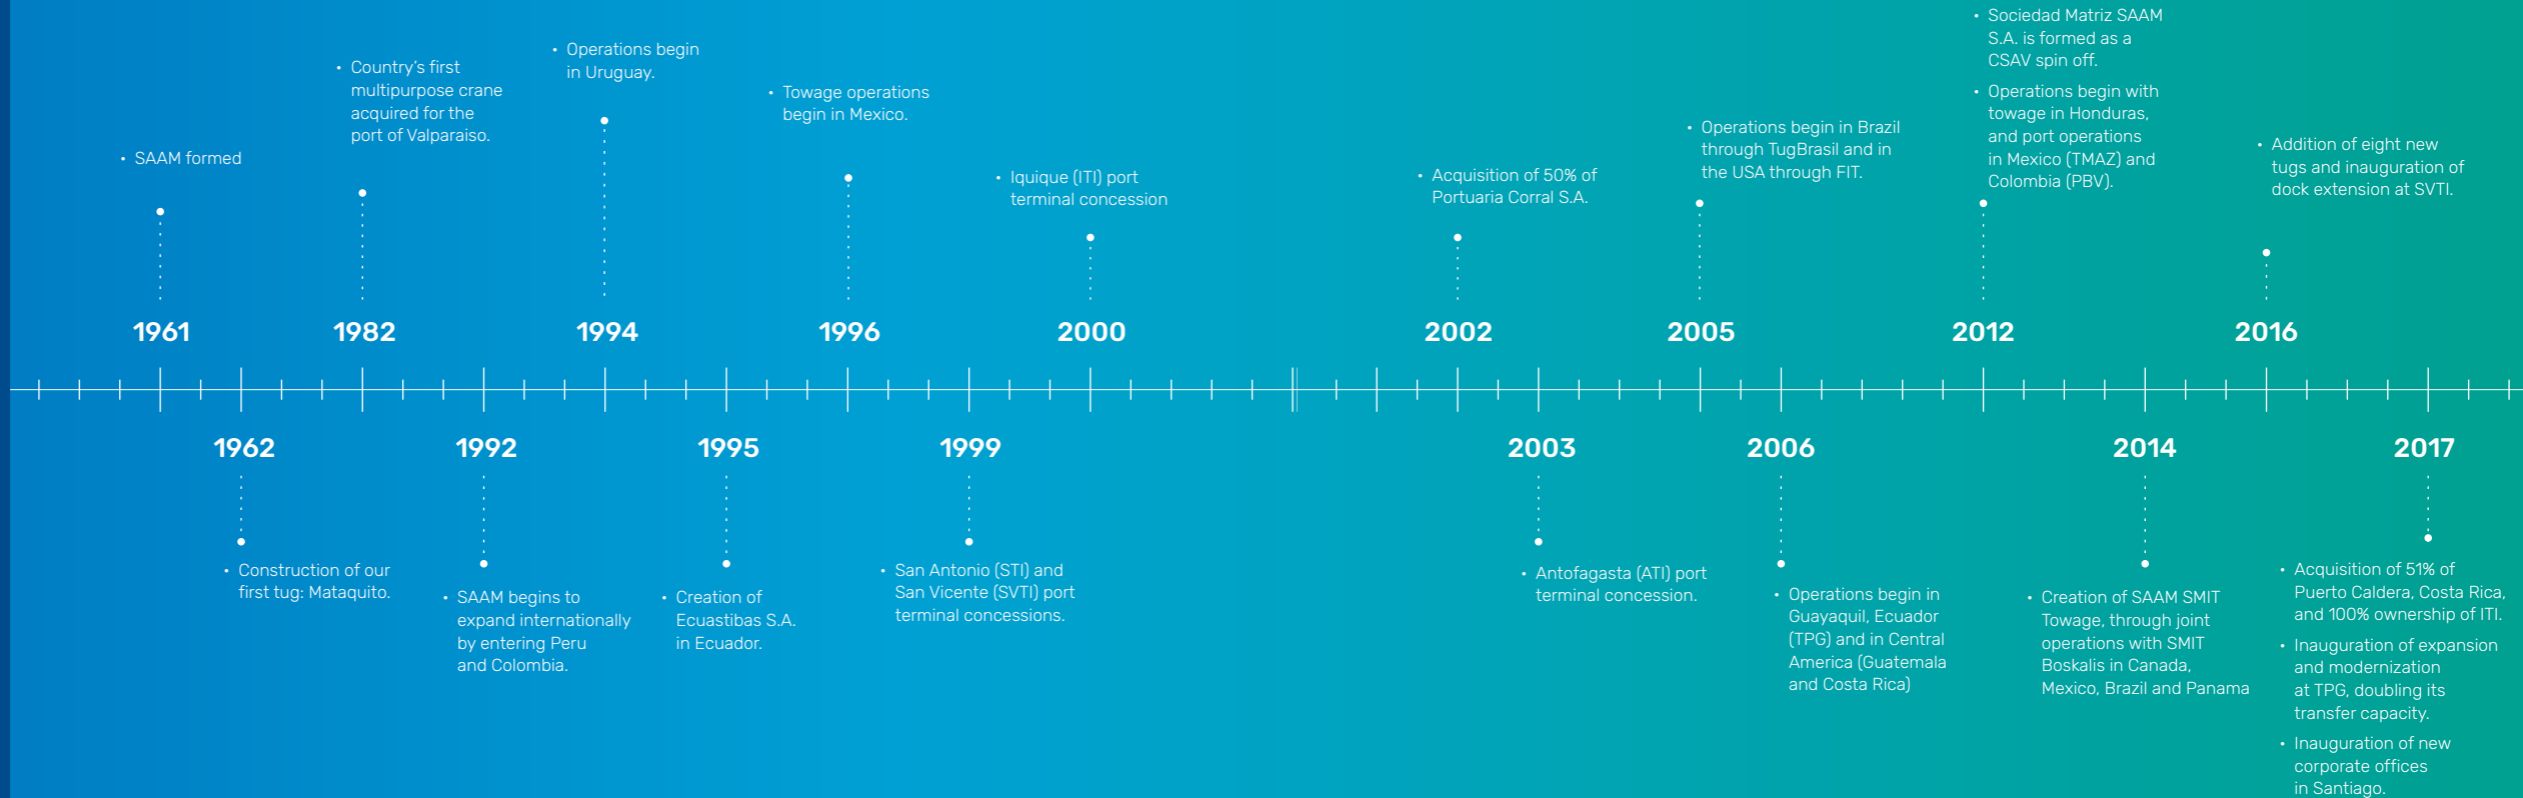 • SAAM formed
1961
1962
• Construction of our
first tug: Mataquito.
• Country's first
multipurpose crane
acquired for the
port of Valparaiso.
1982
1992
• SAAM begins to
expand internationally
by entering Peru
and Colombia.
• Operations begin
in Uruguay.
1994
1995
• Creation of
Ecuastibas S.A.
in Ecuador.
• Towage operations
begin in Mexico.
1996
1999
• San Antonio (STI) and
San Vicente (SVTI) port
terminal concessions.
• Iquique (ITI) port
terminal concession
2000
• Acquisition of 50% of
Portuaria Corral S.A.
2002
2003
• Antofagasta (ATI) port
terminal concession.
• Operations begin in Brazil
through TugBrasil and in
the USA through FIT.
2005
2006
• Operations begin in
Guayaquil, Ecuador
(TPG) and in Central
America (Guatemala
and Costa Rica)
• Sociedad Matriz SAAM
S.A. is formed as a
CSAV spin off.
• Operations begin with
towage in Honduras,
and port operations
in Mexico (TMAZ) and
Colombia (PBV).
2012
2014
• Creation of SAAM SMIT
Towage, through joint
operations with SMIT
Boskalis in Canada,
Mexico, Brazil and Panama
• Addition of eight new
tugs and inauguration of
dock extension at SVTI.
2016
2017
• Acquisition of 51% of
Puerto Caldera, Costa Rica,
and 100% ownership of ITI.
• Inauguration of expansion
and modernization
at TPG, doubling its
transfer capacity.
• Inauguration of new
corporate offices
in Santiago.